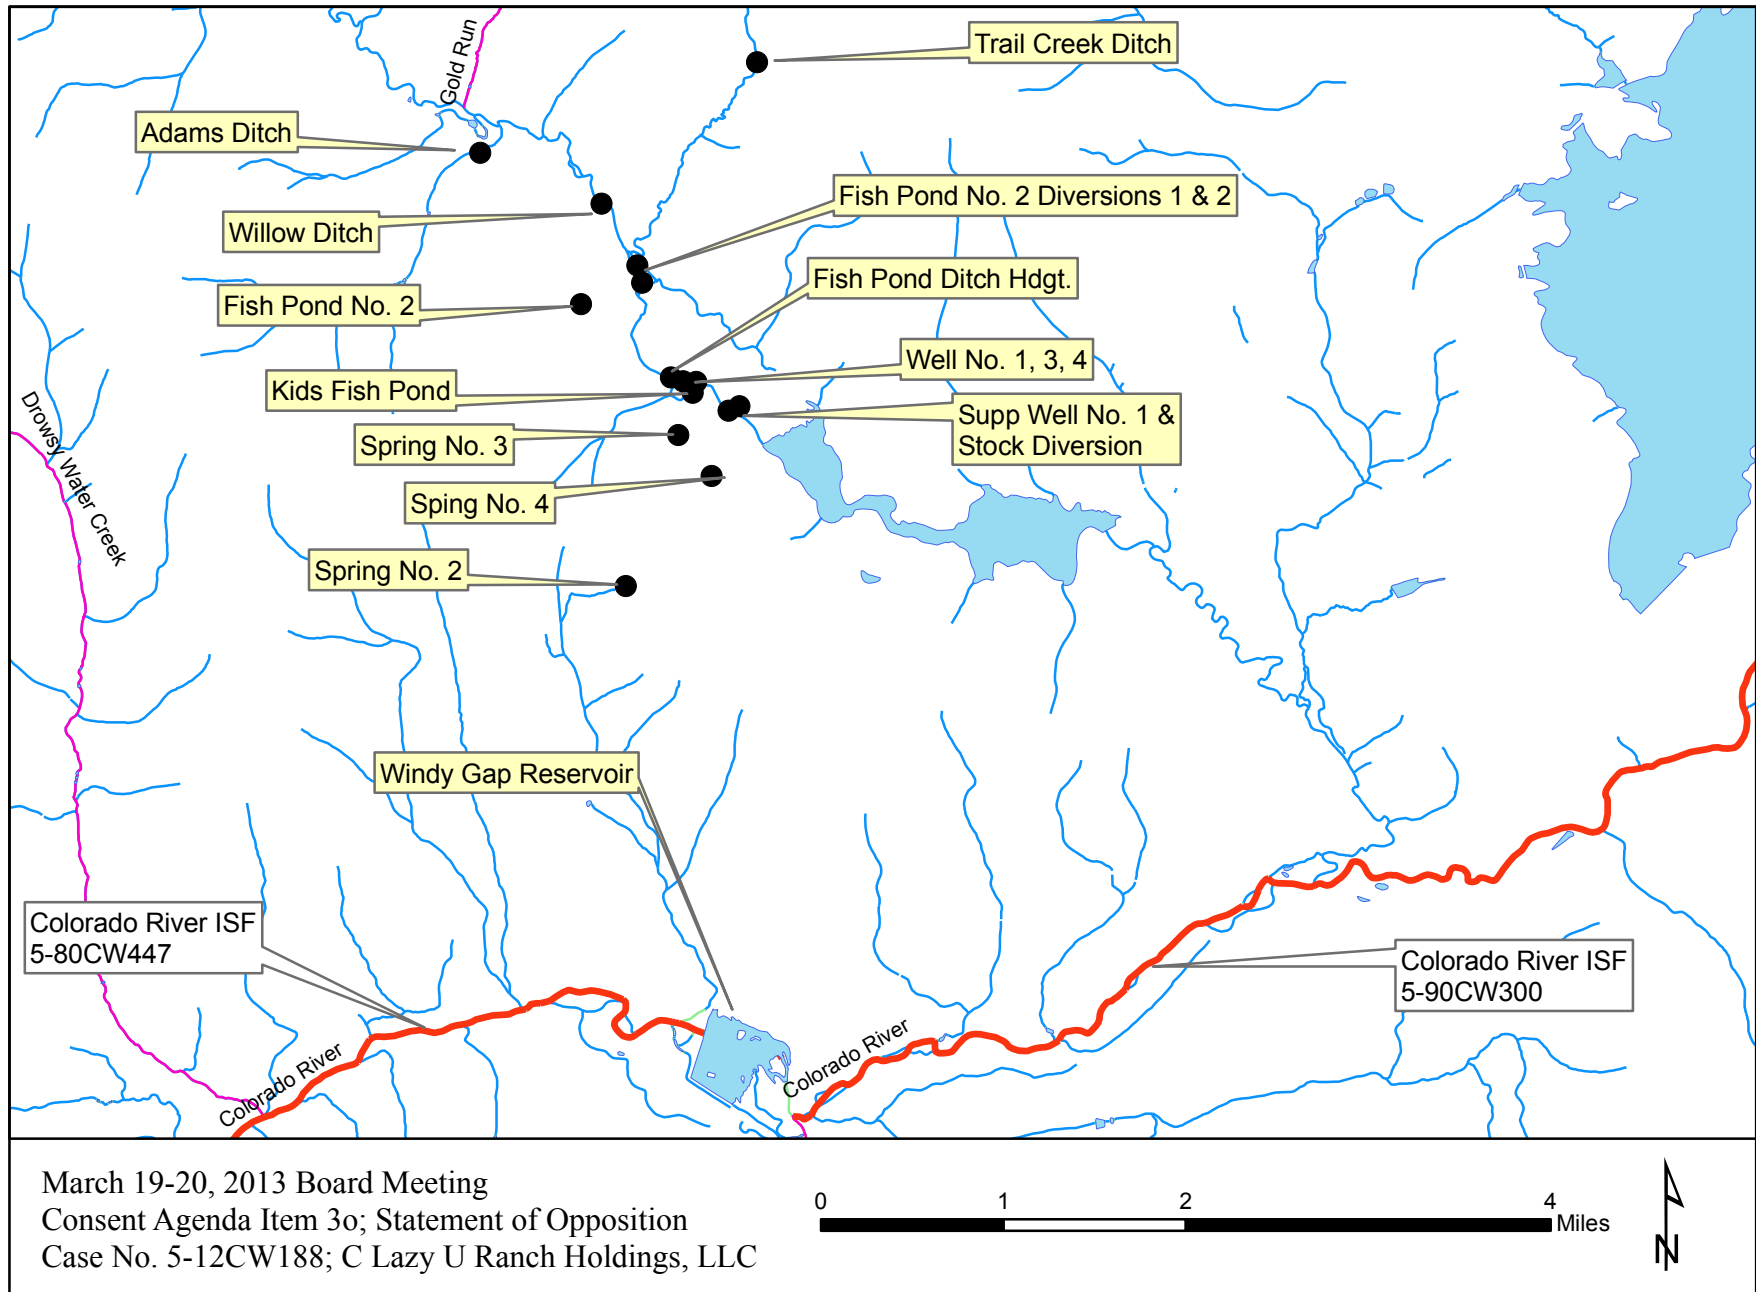 Gold Run
Trail Creek Ditch
Adams Ditch
Fish Pond No. 2 Diversions 1 & 2
Willow Ditch
Fish Pond Ditch Hdgt.
Fish Pond No. 2
Well No. 1, 3, 4
Kids Fish Pond
Supp Well No. 1 &
Stock Diversion
Spring No. 3
Drowsy Water Creek
Sping No. 4
Spring No. 2
Windy Gap Reservoir
Colorado River ISF
5-80CW447
Colorado River ISF
5-90CW300
Colorado River
Colorado River
March 19-20, 2013 Board Meeting
Consent Agenda Item 3o; Statement of Opposition
Case No. 5-12CW188; C Lazy U Ranch Holdings, LLC
0 1 2 4
Miles
N